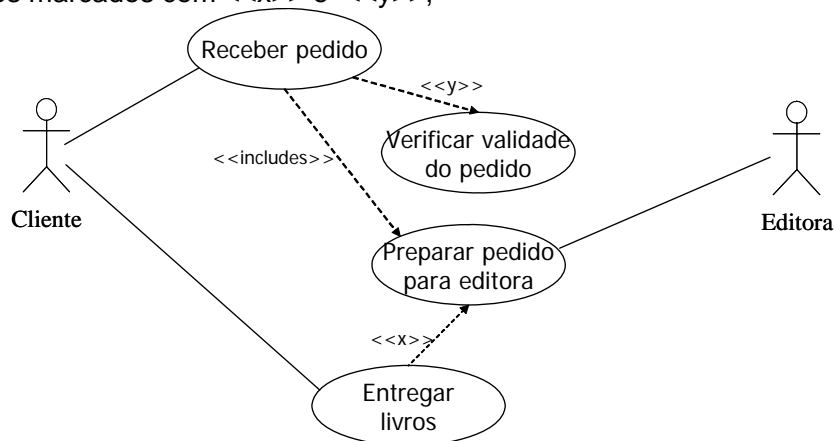 os marcados com <<x>> e <<y>>,
Receber pedido
<<y>>
Verificar validade
do pedido
<<includes>>
Cliente
Editora
Preparar pedido
para editora
<<x>>
Entregar
livros